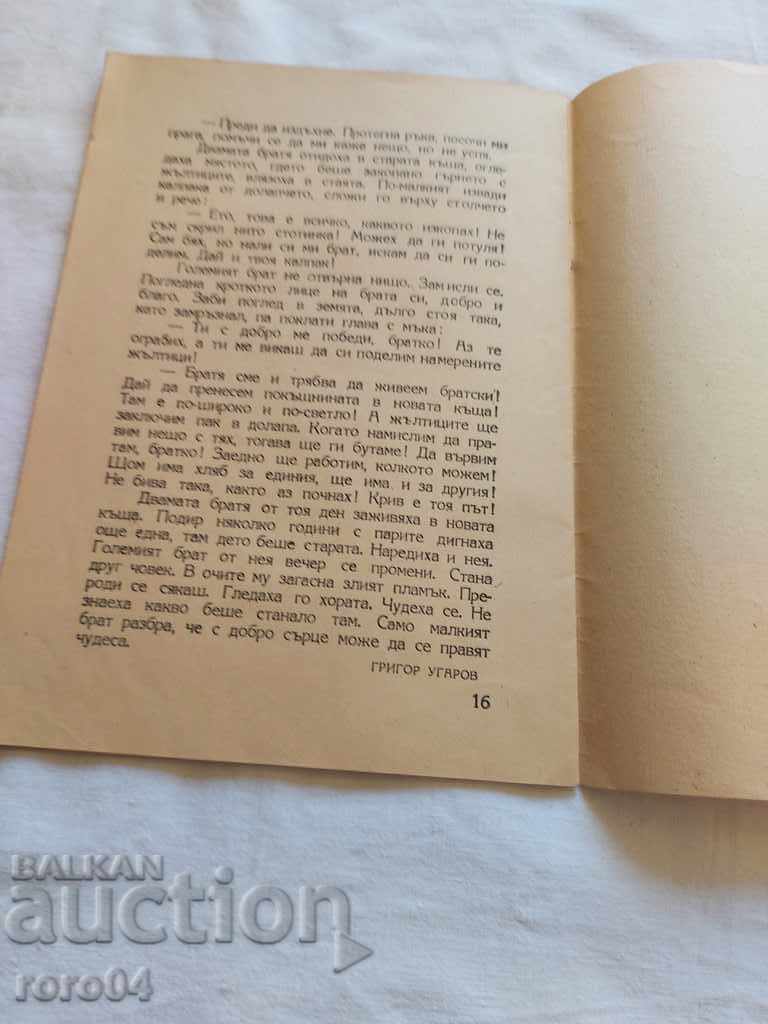 — Преди да издъхне. Протегна ръка, посочи ми
прага, помъчи се да ми каже нещо, но не успя.
Двамата братя отидоха в старата къща, огле-
даха мястото, гдето беше закопано гърнето с
жълтиците, влязоха в стаята. По-малкият извади
калпака от долапчето, сложи го върху столчето
и рече:
— Ето, това е всичко, каквото изкопах! Не
съм скрил нито стотинка! Можех да ги потуля!
Сам бях, но мали си ми брат, искам да си ги по-
делим. Дай и твоя калпак!
Големият брат не отвърна нищо. Замисли се.
Погледна кроткото лице на брата си, добро и
благо. Заби поглед в земята, дълго стоя така,
като замръзнал, па поклати глава с мъка:
— Ти с добро ме победи, братко! Аз те
ограбих, а ти ме викаш да си поделим намерените
жълтици!
— Братя сме и трябва да живеем братски!
Дай да пренесем покъщнината в новата къща!
Там е по-широко и по-светло! А жълтиците ще
заключим пак в долапа. Когато намислим да пра-
вим нещо с тях, тогава ще ги бутаме! Да вървим
там, братко! Заедно ще работим, колкото можем!
Щом има хляб за единия, ще има и за другия!
Не бива така, както аз почнах! Крив е тоя път!
Двамата братя от тоя ден заживяха в новата
къща. Подир няколко години с парите дигнаха
още една, там дето беше старата. Наредиха и нея.
Големият брат от нея вечер се промени. Стана
друг човек. В очите му загасна злият пламък. Пре-
роди се сякаш. Гледаха го хората. Чудеха се. Не
знаеха какво беше станало там. Само малкият
брат разбра, че с добро сърце може да се правят
чудеса.
ГРИГОР УГАРОВ
16
BALKAN
auction
roro04